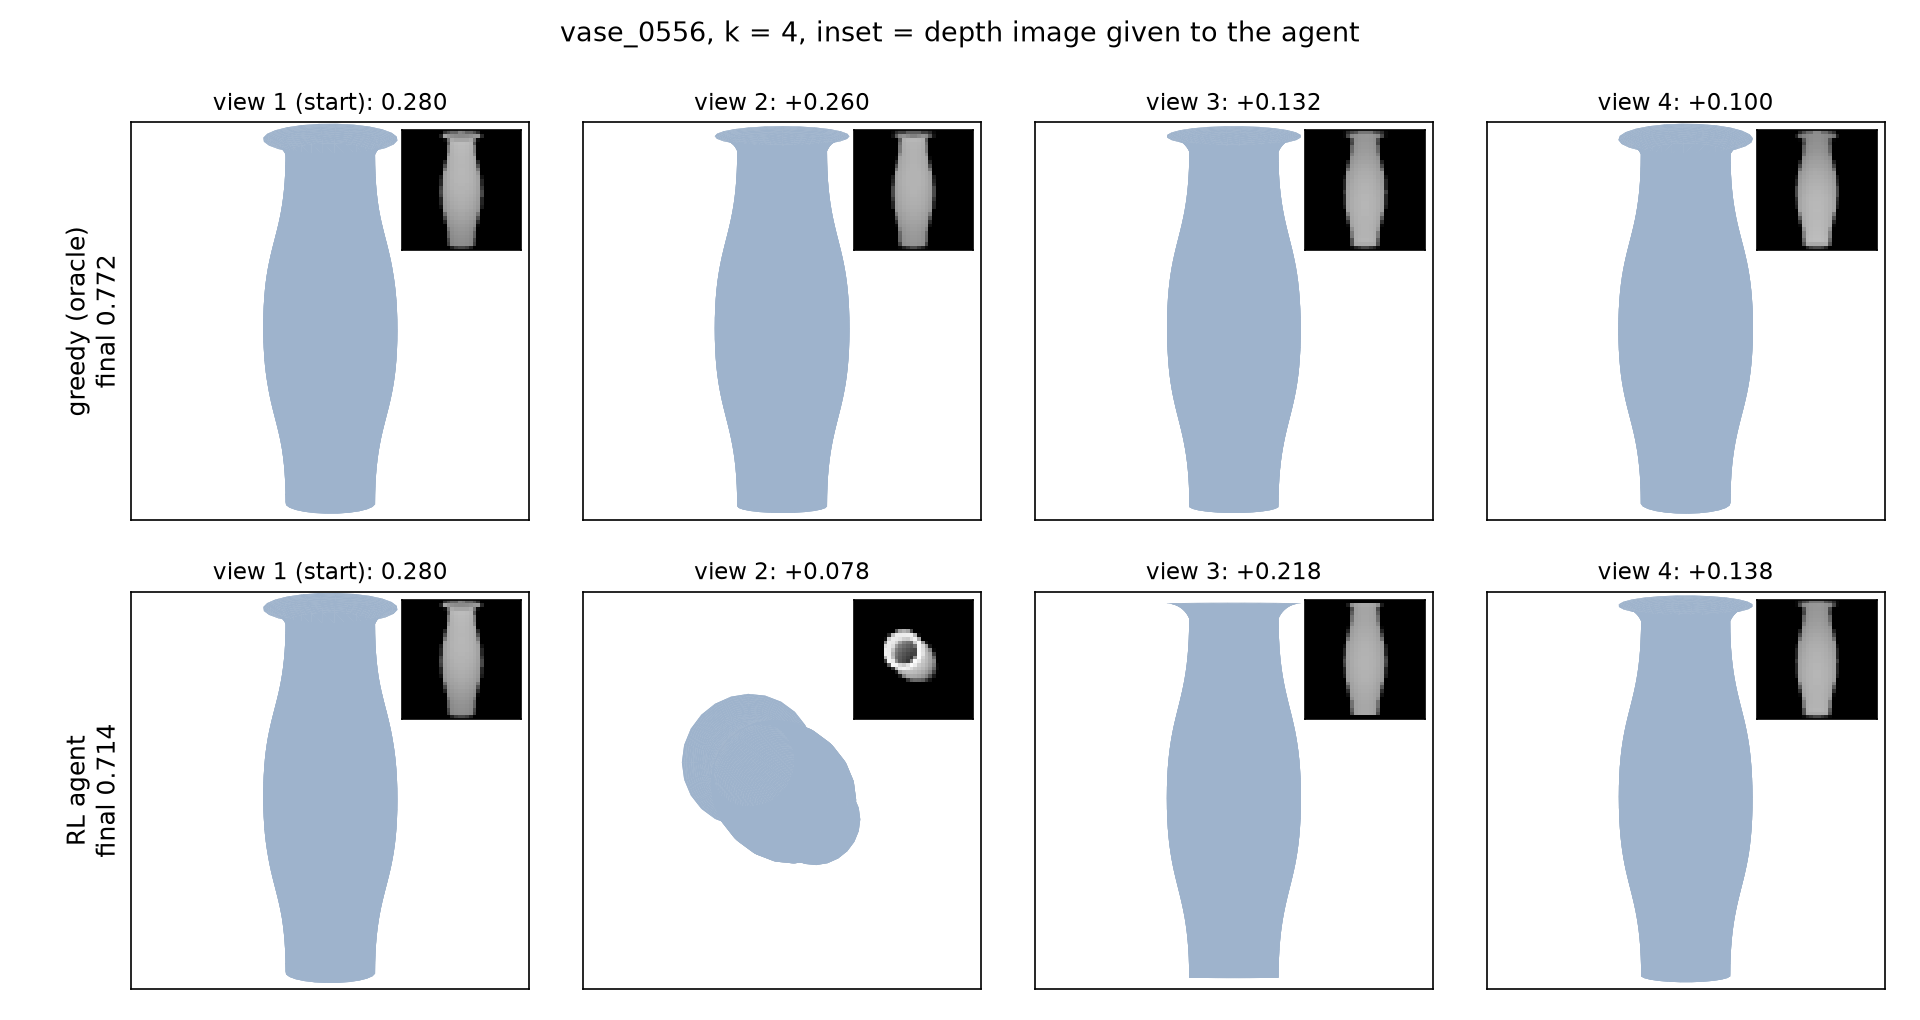 vase_0556, k = 4, inset = depth image given to the agent
view 1 (start): 0.280
view 2: +0.260
view 3: +0.132
view 4: +0.100
greedy (oracle)
final 0.772
view 1 (start): 0.280
view 2: +0.078
view 3: +0.218
view 4: +0.138
RL agent
final 0.714